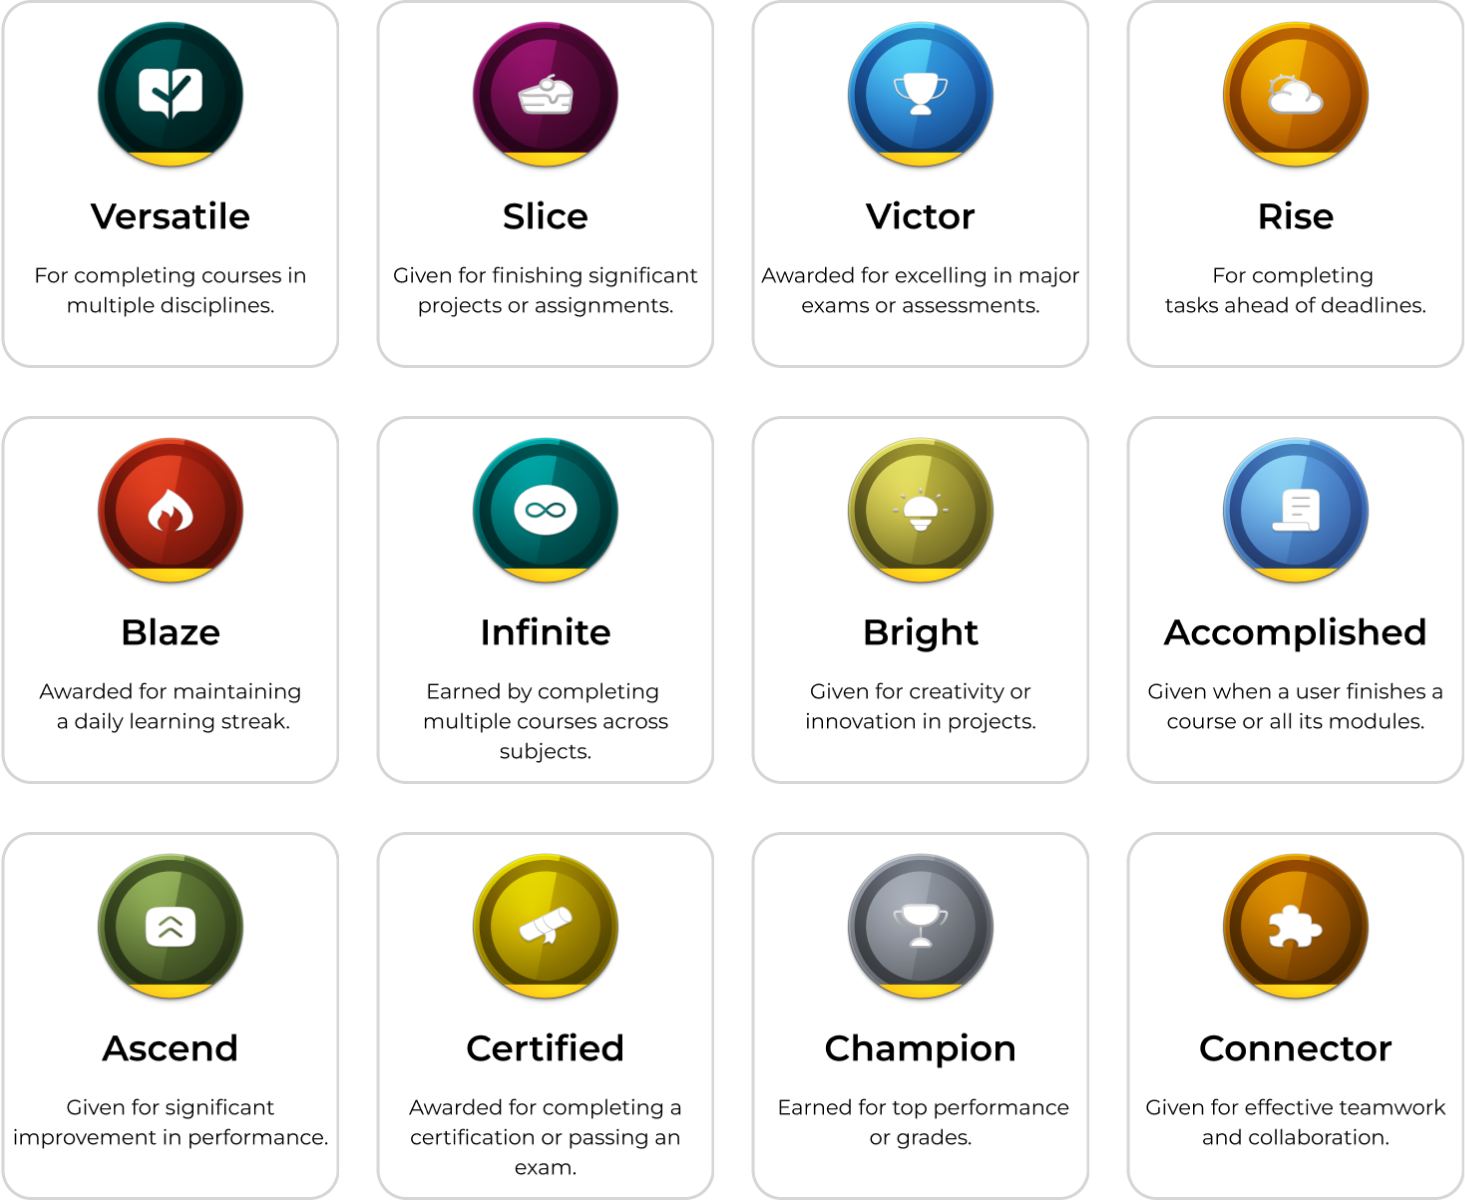 Versatile
For completing courses in
multiple disciplines.
Slice
Given for finishing significant
projects or assignments.
Victor
Awarded for excelling in major
exams or assessments.
Rise
For completing
tasks ahead of deadlines.
Blaze
Awarded for maintaining
a daily learning streak.
Infinite
Earned by completing
multiple courses across
subjects.
Bright
Given for creativity or
innovation in projects.
Accomplished
Given when a user finishes a
course or all its modules.
Ascend
Given for significant
improvement in performance.
Certified
Awarded for completing a
certification or passing an
exam.
Champion
Earned for top performance
or grades.
Connector
Given for effective teamwork
and collaboration.